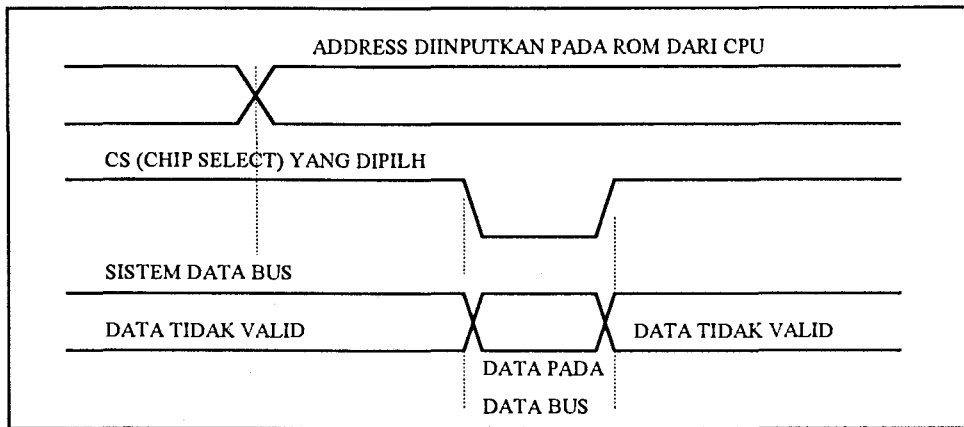 ADDRESS DIINPUTKAN PADA ROM DARI CPU
CS (CHIP SELECT) YANG DIPILH
SISTEM DATA BUS
DATA TIDAK VALID
DATA TIDAK VALID
DATA PADA
DATA BUS